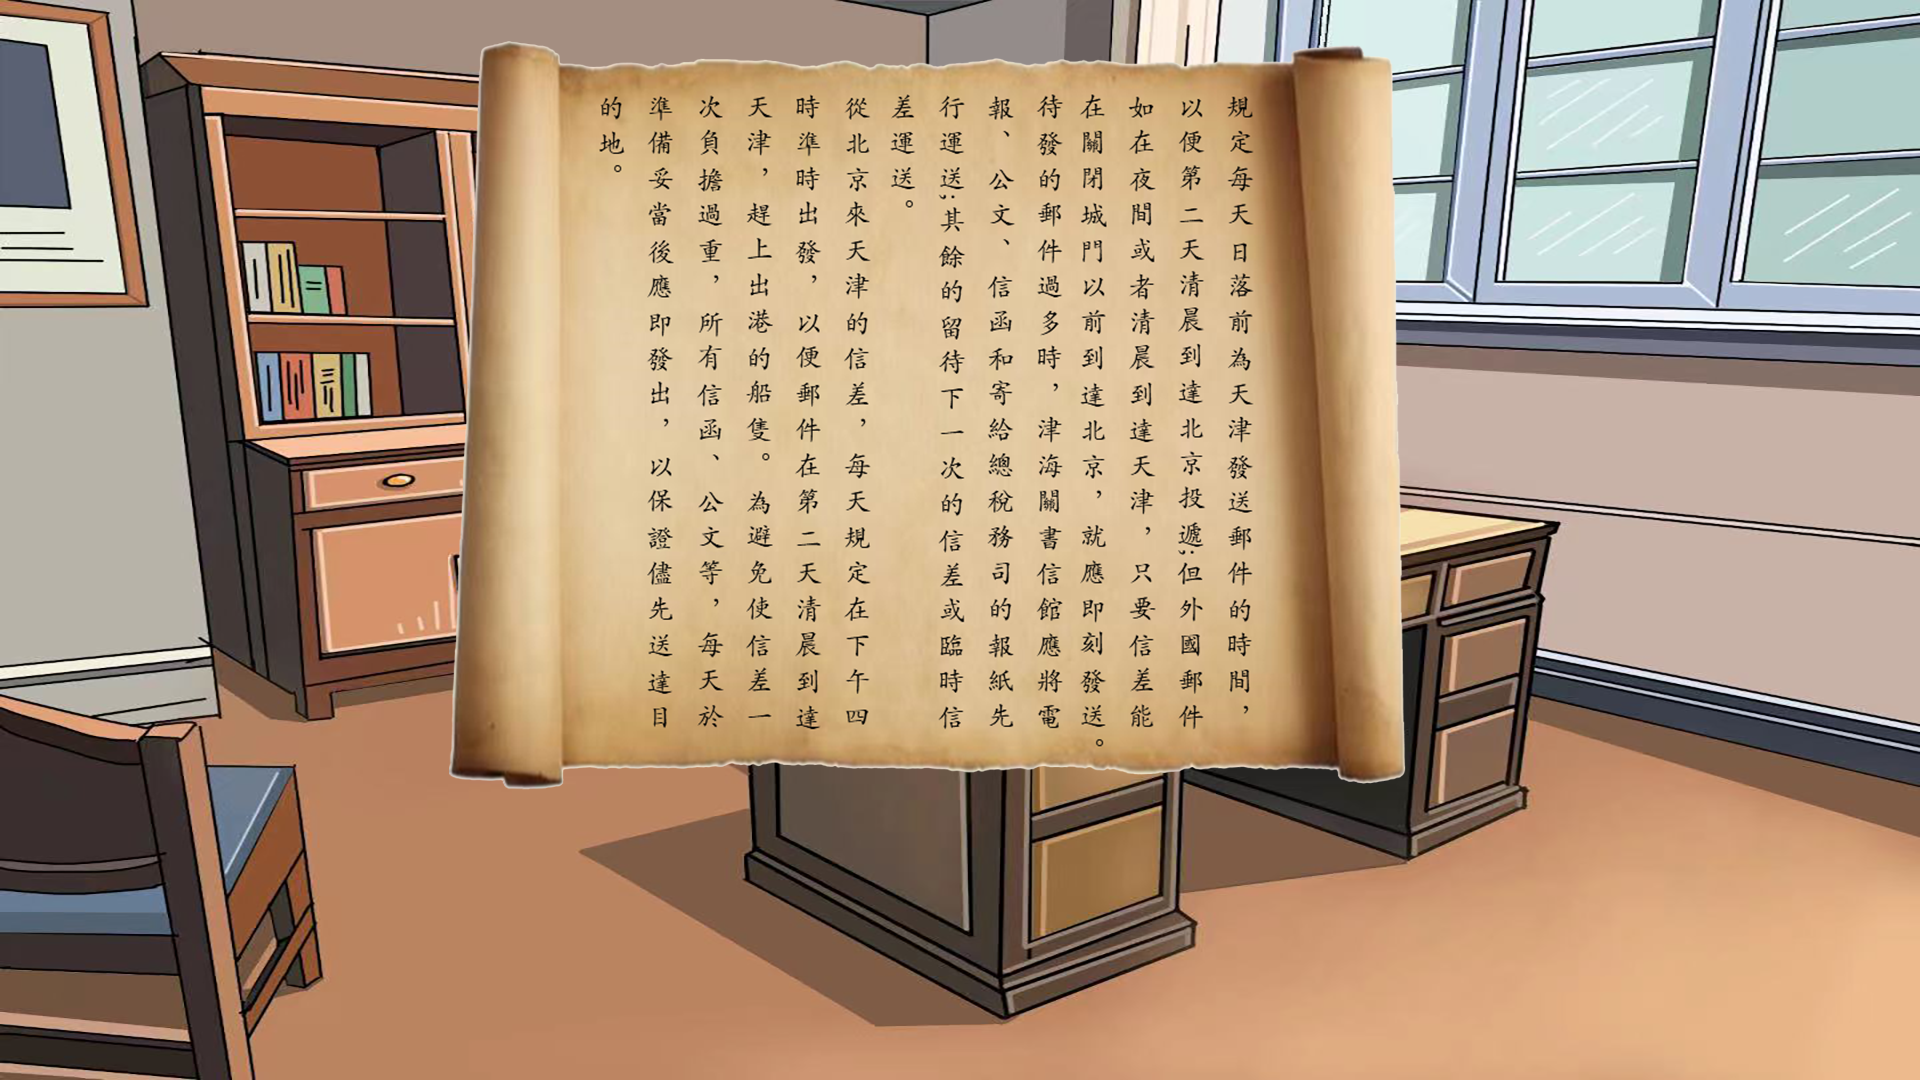 規定每天日落前為天津發送郵件的時間，
以便第二天清晨到達北京投遞；但外國郵件
如在夜間或者清晨到達天津，只要信差能
在關閉城門以前到達北京，就應即刻發送。
待發的郵件過多時，津海關書信館應將電
報、公文、信函和寄給總稅務司的報紙先
行運送；其餘的留待下一次的信差或臨時信
差運送。
從北京來天津的信差，每天規定在下午四
時準時出發，以便郵件在第二天清晨到達
天津，趕上出港的船隻。為避免使信差一
次負擔過重，所有信函、公文等，每天於
準備妥當後應即發出，以保證儘先送達目
的地。